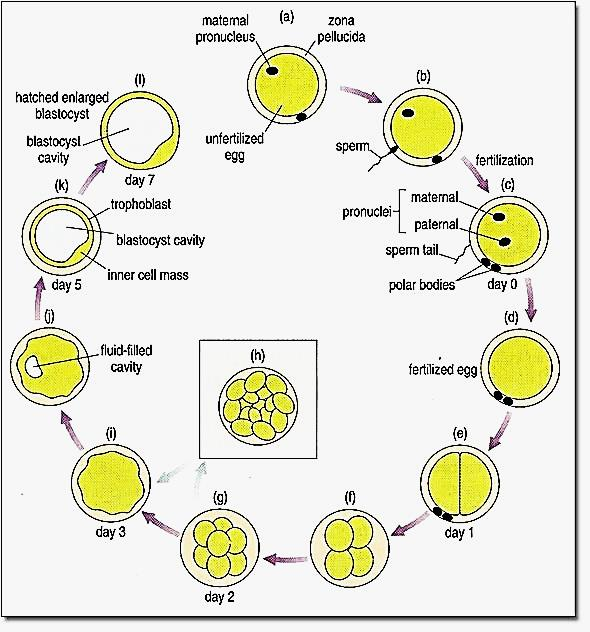 (a)
maternal
pronucleus
zona
pellucida
unfertilized
egg
(b)
sperm
fertilization
(c)
pronuclei
maternal
paternal
sperm tail
polar bodies
day 0
(d)
fertilized egg
(e)
day 1
(f)
(g)
day 2
(h)
(i)
day 3
(j)
fluid-filled
cavity
(k)
trophoblast
blastocyst cavity
inner cell mass
day 5
(l)
hatched enlarged
blastocyst
blastocyst
cavity
day 7